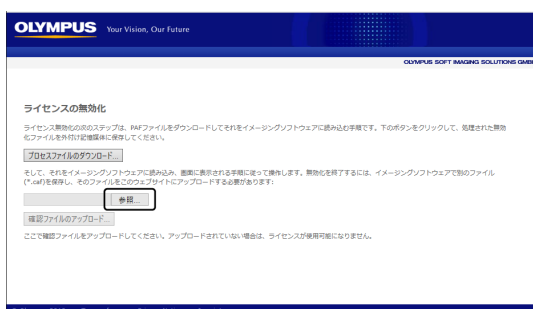 OLYMPUS Your Vision, Our Future
OLYMPUS SOFT IMAGING SOLUTIONS GMBH
ライセンスの無効化
ライセンス無効化の次のステップは、PAFファイルをダウンロードしてそれをイメージングソフトウェアに読み込む手順です。下のボタンをクリックして、処理された無効
化ファイルを外付け記憶媒体に保存してください。
プロセスファイルのダウンロード...
そして、それをイメージングソフトウェアに読み込み、画面に表示される手順に従って操作します。無効化を終了するには、イメージングソフトウェアで別のファイル
(*.caf)を保存し、そのファイルをこのウェブサイトにアップロードする必要があります:
参照...
確認ファイルのアップロード...
ここで確認ファイルをアップロードしてください。アップロードされていない場合は、ライセンスが使用可能になりません。